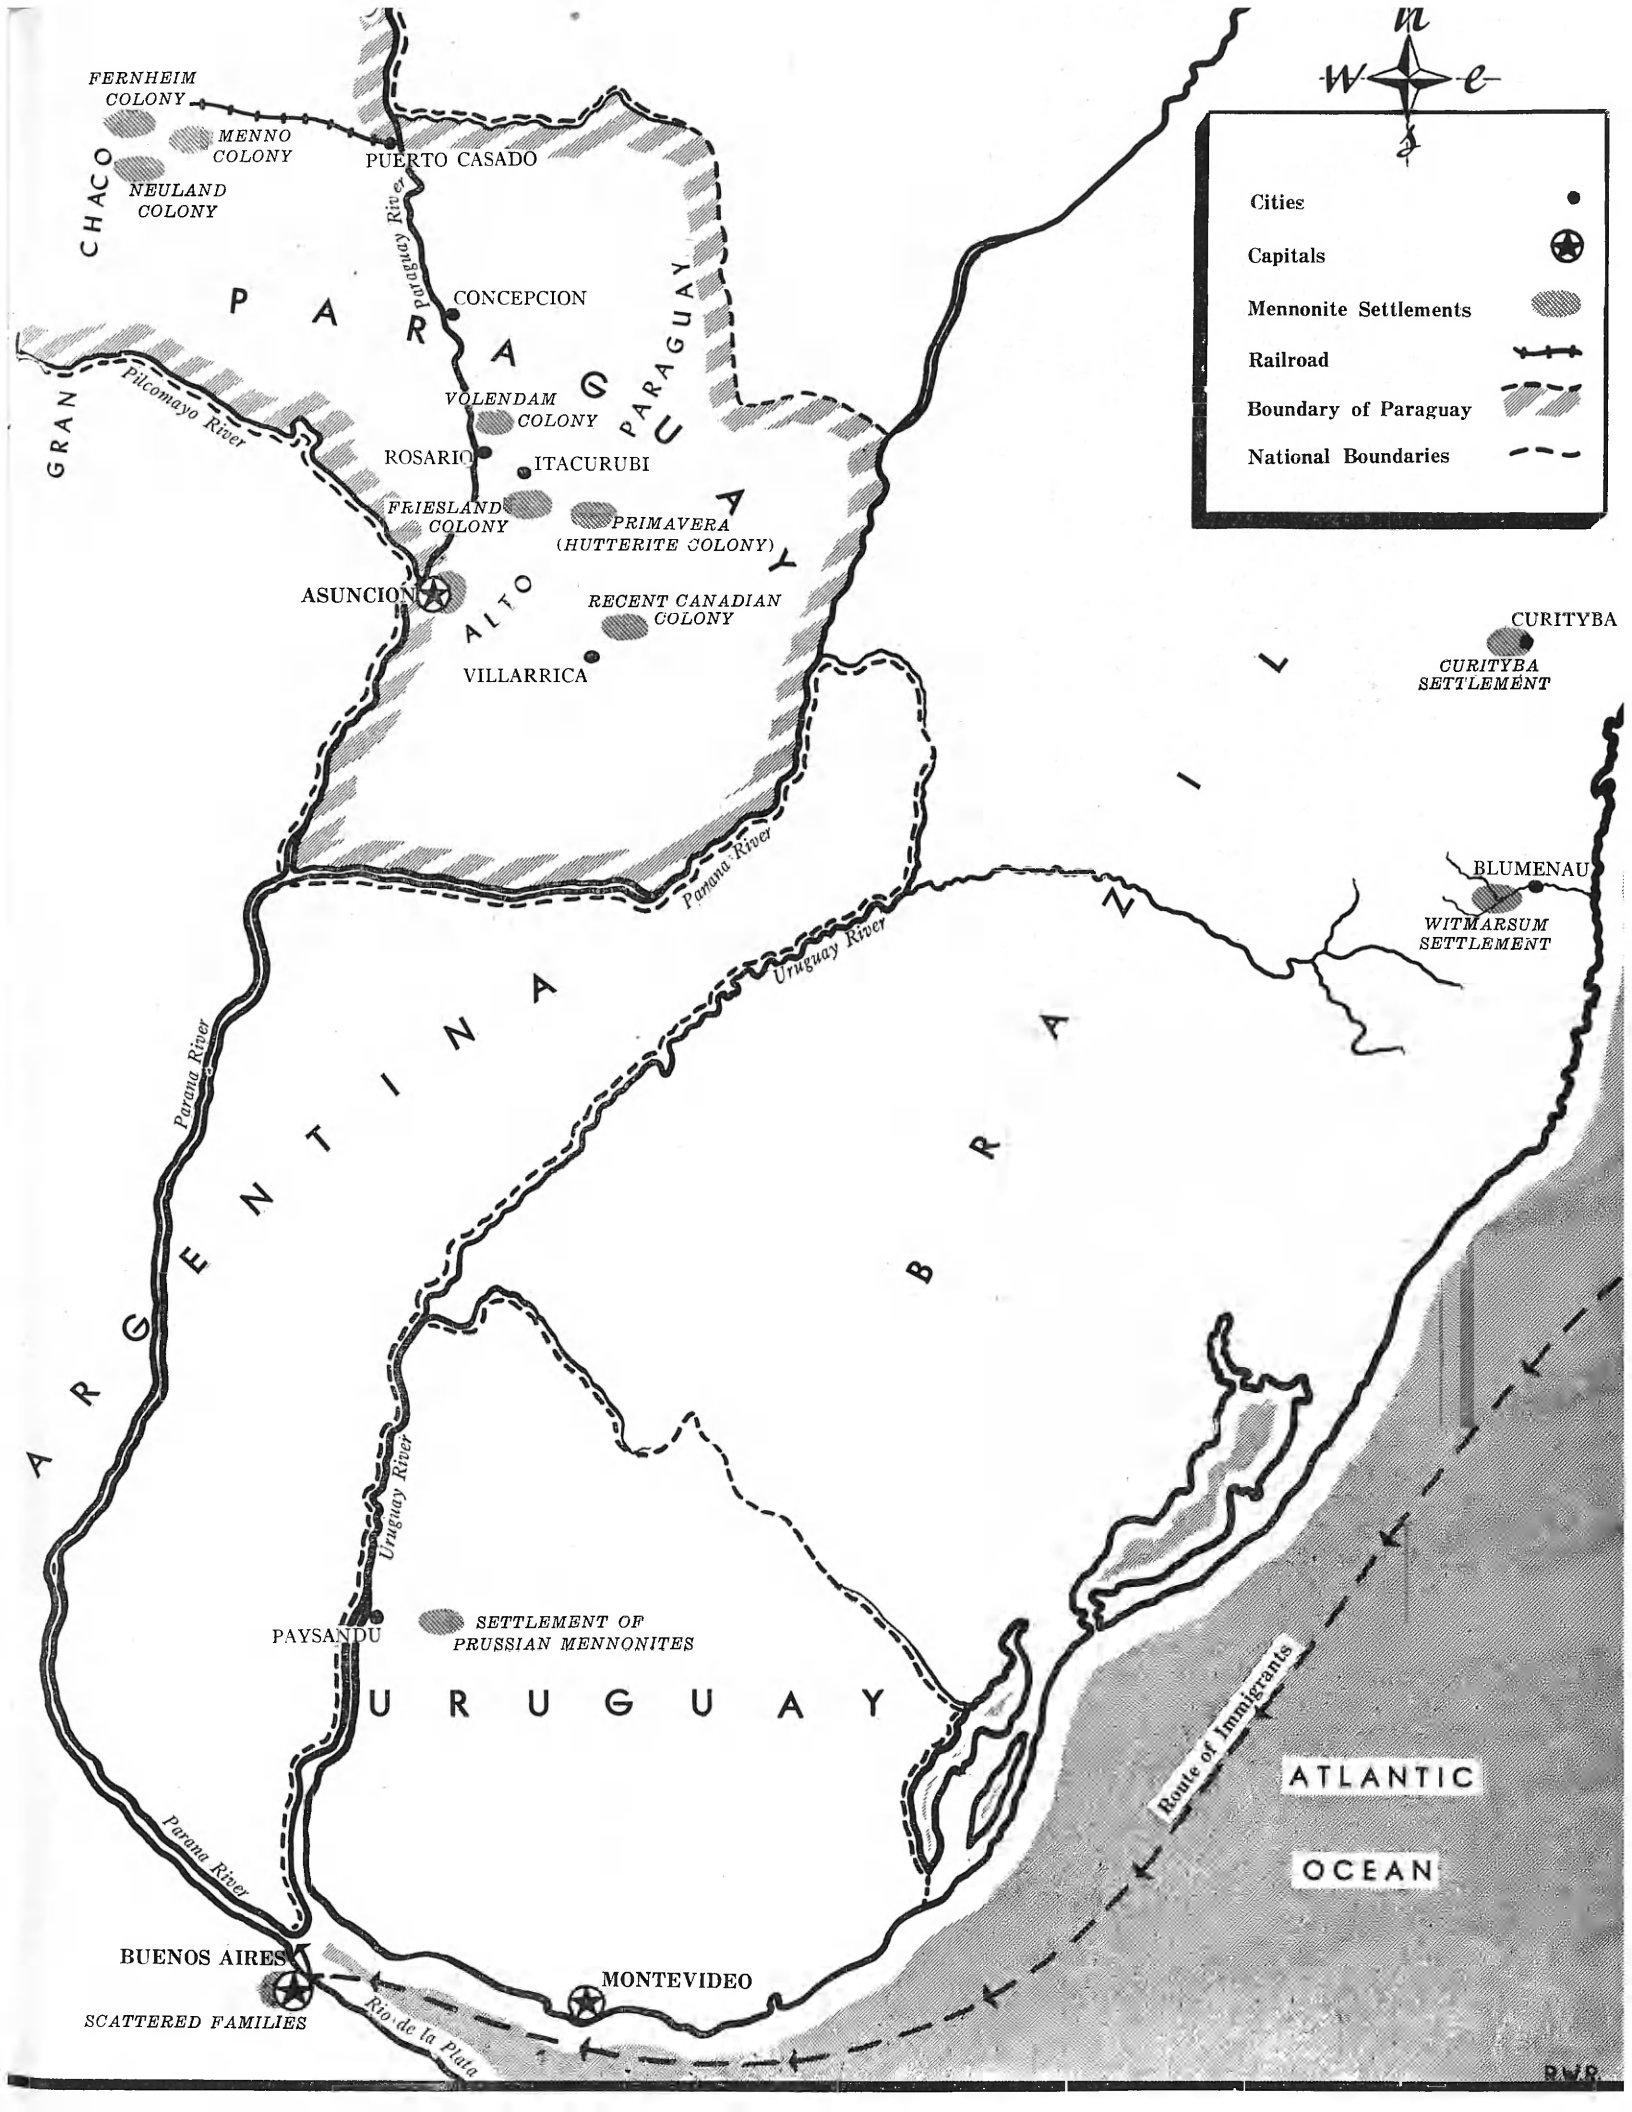 n
w e
s
Cities
Capitals
Mennonite Settlements
Railroad
Boundary of Paraguay
National Boundaries
FERNHEIM
COLONY
MENNO
COLONY
NEULAND
COLONY
PUERTO CASADO
GRAN CHACO
Paraguay River
PARAGUAY
CONCEPCION
Pilcomayo River
ALTO PARAGUAY
VOLENDAM
COLONY
ROSARIO
ITACURUBI
FRIESLAND
COLONY
PRIMAVERA
(HUTTERITE COLONY)
ASUNCION
RECENT CANADIAN
COLONY
VILLARRICA
CURITYBA
CURITYBA
SETTLEMENT
BRAZIL
Parana River
BLUMENAU
WITMARSUM
SETTLEMENT
Uruguay River
ARGENTINA
Parana River
Uruguay River
PAYSANDU
SETTLEMENT OF
PRUSSIAN MENNONITES
URUGUAY
Route of Immigrants
ATLANTIC
OCEAN
Parana River
BUENOS AIRES
SCATTERED FAMILIES
MONTEVIDEO
Rio de la Plata
R.W.R.